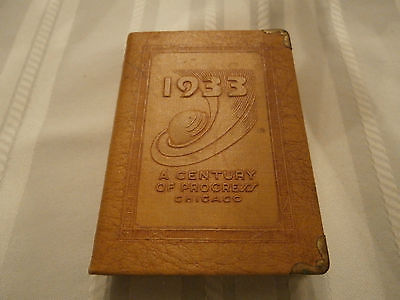 1933
A CENTURY
OF PROGRESS
CHICAGO